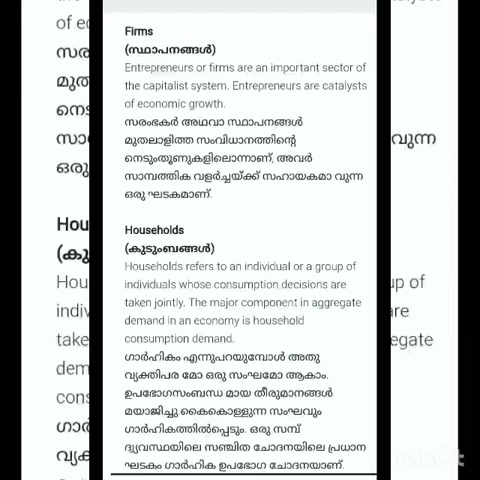 Firms
(സ്ഥാപനങ്ങൾ)
Entrepreneurs or firms are an important sector of
the capitalist system. Entrepreneurs are catalysts
of economic growth.
സരംഭകർ അഥവാ സ്ഥാപനങ്ങൾ
മുതലാളിത്ത സംവിധാനത്തിന്റെ
നെടുംതൂണുകളിലൊന്നാണ്, അവർ
സാമ്പത്തിക വളർച്ചയ്ക്ക് സഹായകമാ വുന്ന
ഒരു ഘടകമാണ്.
Households
(കുടുംബങ്ങൾ)
Households refers to an individual or a group of
individuals whose consumption decisions are
taken jointly. The major component in aggregate
demand in an economy is household
consumption demand.
ഗാർഹികം എന്നുപറയുമ്പോൾ അതു
വ്യക്തിപര മോ ഒരു സംഘമോ ആകാം.
ഉപഭോഗസംബന്ധ മായ തീരുമാനങ്ങൾ
മയാജിച്ചു കൈകൊള്ളുന്ന സംഘവും
ഗാർഹികത്തിൽപ്പെടും. ഒരു സമ്പ്
ദ്വ്യവസ്ഥയിലെ സഞ്ചിത ചോദനയിലെ പ്രധാന
ഘടകം ഗാർഹിക ഉപഭോഗ ചോദനയാണ്.